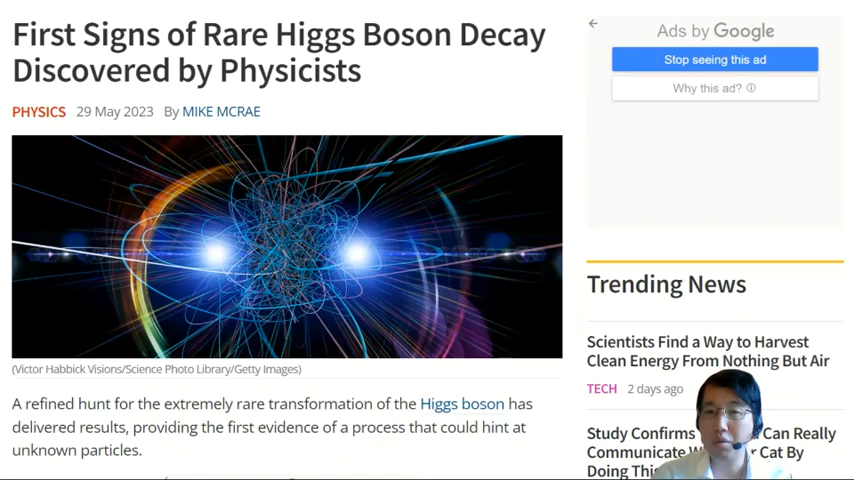 First Signs of Rare Higgs Boson Decay
Discovered by Physicists
PHYSICS 29 May 2023 By MIKE MCRAE
(Victor Habbick Visions/Science Photo Library/Getty Images)
A refined hunt for the extremely rare transformation of the Higgs boson has
delivered results, providing the first evidence of a process that could hint at
unknown particles.
Ads by Google
Stop seeing this ad
Why this ad?
Trending News
Scientists Find a Way to Harvest
Clean Energy From Nothing But Air
TECH 2 days ago
Study Confirms Can Really
Communicate Cat By
Doing